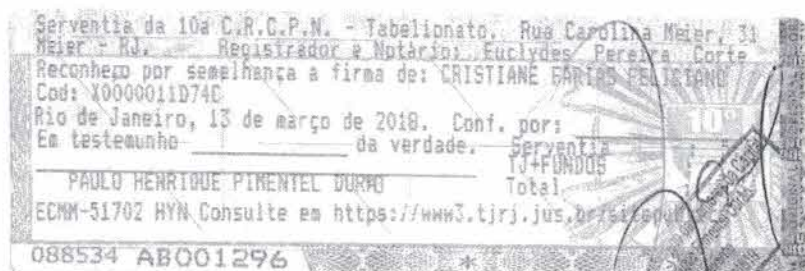 Serventia da 10a C.R.C.P.N. - Tabelionato. Rua Carolina Meier, 31
Meier - RJ. Registrador e Notário: Euclydes Pereira Corte
Reconheço por semelhança a firma de: CRISTIANE FARIAS FELICIANO
Cod: X0000011D74C
Rio de Janeiro, 13 de março de 2018. Conf. por:
Em testemunho da verdade. Serventia
TJ+FUNDOS
PAULO HENRIQUE PIMENTEL Total
ECMM-51702 HYN Consulte em https://www3.tjrj.jus.br/
088534 AB001296